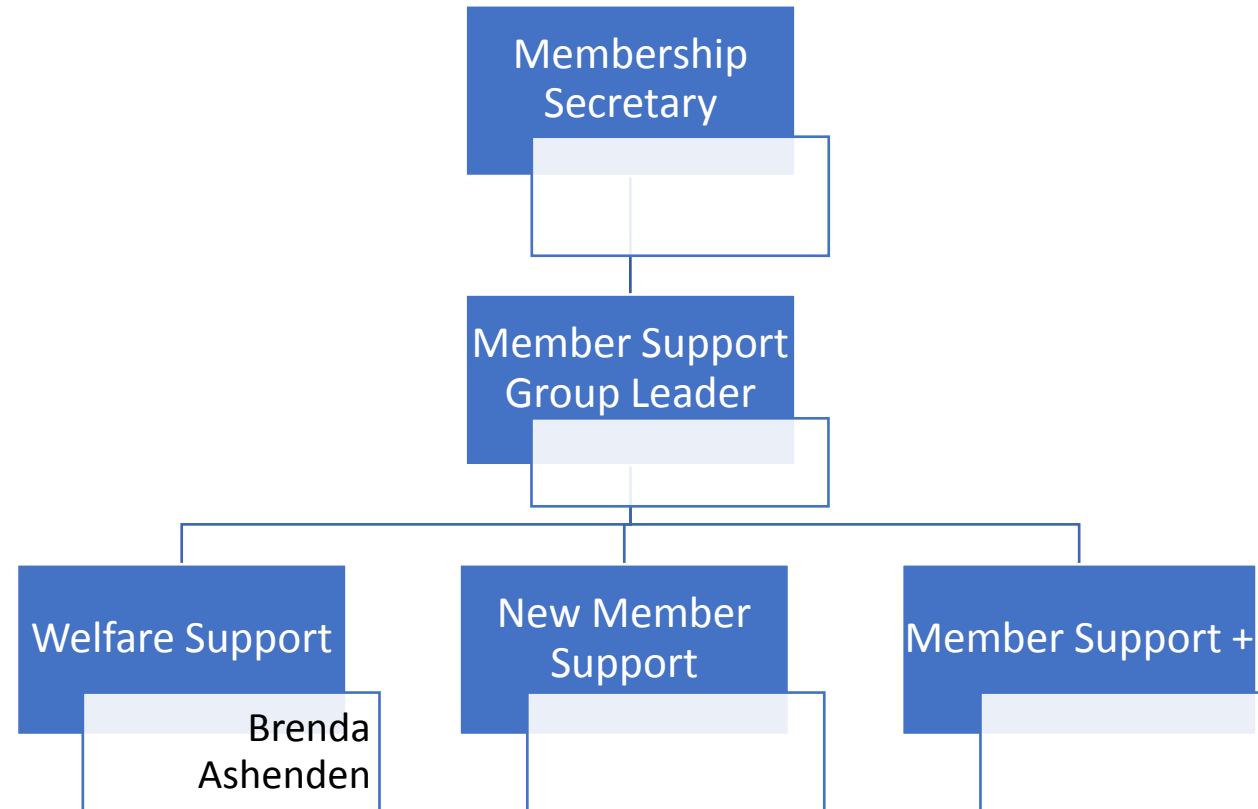 Membership
Secretary
Member Support
Group Leader
Welfare Support
Brenda
Ashenden
New Member
Support
Member Support +